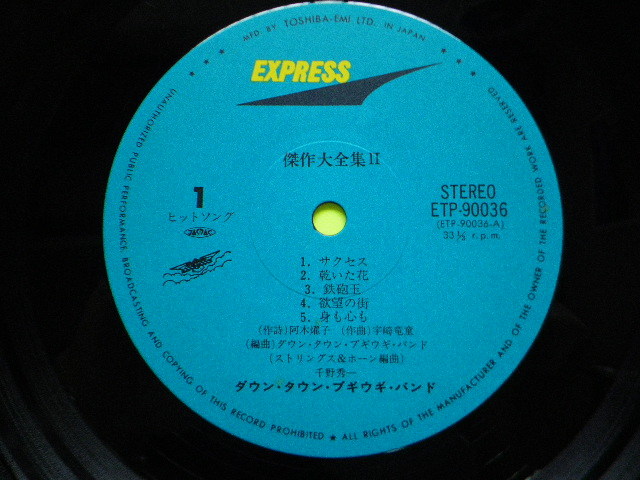 MFD. BY TOSHIBA-EMI LTD. IN JAPAN
EXPRESS
傑作大全集II
1
ヒットソング
STEREO
ETP-90036
(ETP-90036-A)
33⅓ r.p.m.
1. サクセス
2. 乾いた花
3. 鉄砲玉
4. 欲望の街
5. 身も心も
(作詩)阿木燿子 (作曲)宇崎竜童
(編曲)ダウン・タウン・ブギウギ・バンド
(ストリングス&ホーン編曲)
千野秀一
ダウン・タウン・ブギウギ・バンド
UNAUTHORIZED PUBLIC PERFORMANCE, BROADCASTING AND COPYING OF THIS RECORD PROHIBITED ★ ALL RIGHTS OF THE MANUFACTURER AND OF THE OWNER OF THE RECORDED WORK ARE RESERVED